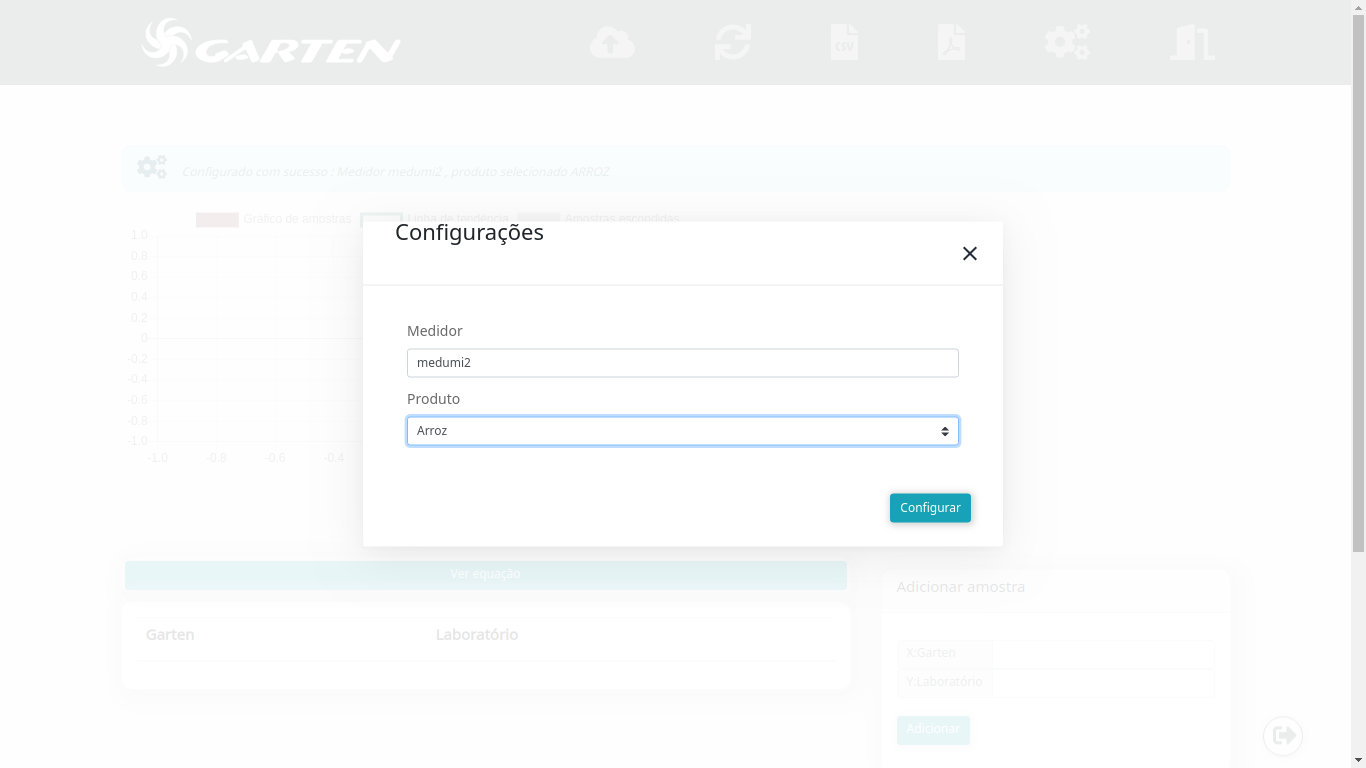 GARTEN
CSV
Configurado com sucesso : Medidor medumi2 , produto selecionado ARROZ
Gráfico de amostras Linha de tendência Amostras escondidas
1.0
0.8
0.6
0.4
0.2
0
-0.2
-0.4
-0.6
-0.8
-1.0
-1.0 -0.8 -0.6 -0.4
Configurações
Medidor
medumi2
Produto
Arroz
Configurar
Ver equação
Garten Laboratório
Adicionar amostra
X:Garten
Y:Laboratório
Adicionar